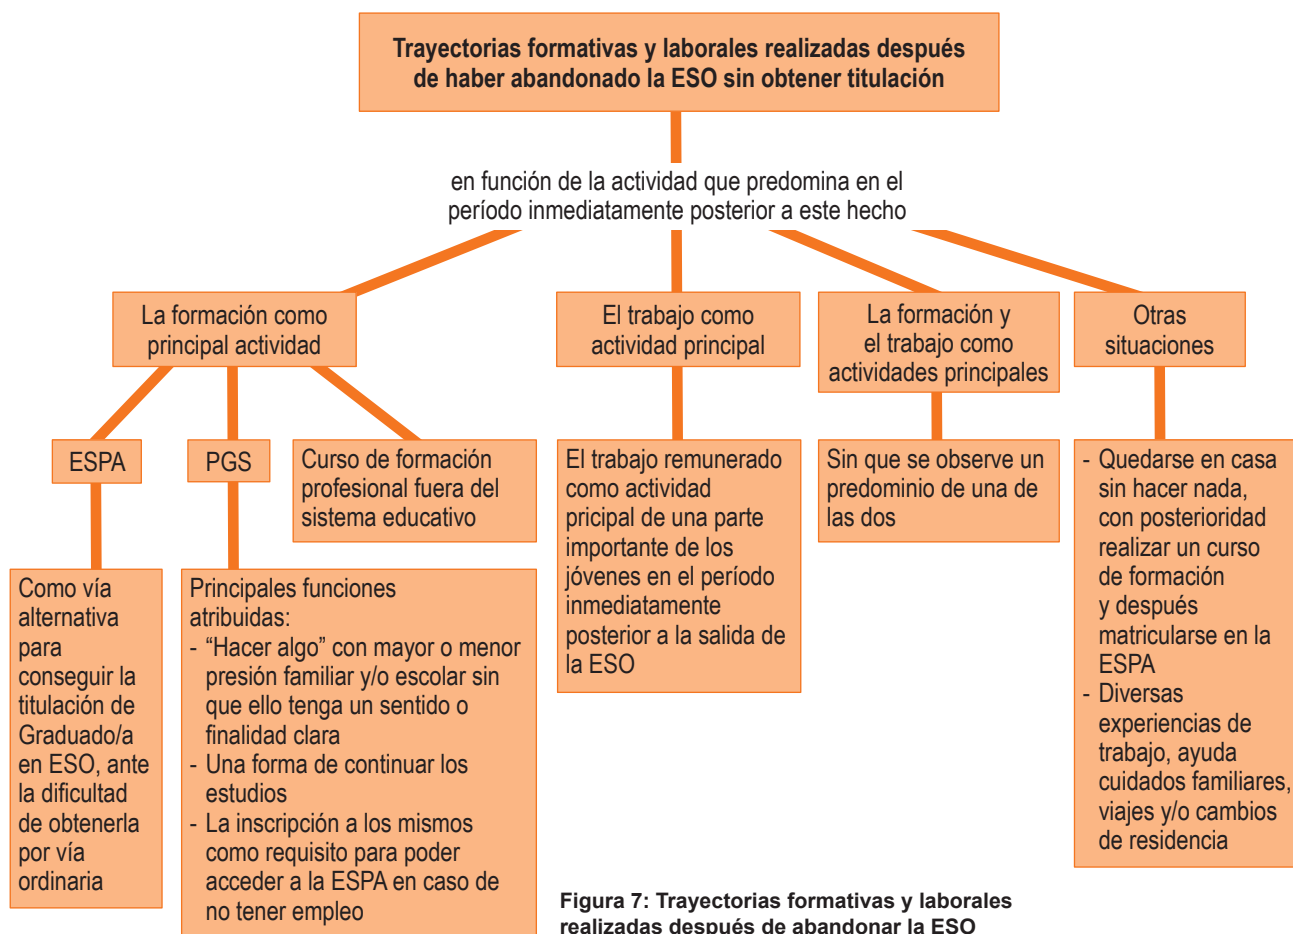 Trayectorias formativas y laborales realizadas después
de haber abandonado la ESO sin obtener titulación
en función de la actividad que predomina en el
período inmediatamente posterior a este hecho
La formación como
principal actividad
El trabajo como
actividad principal
La formación y
el trabajo como
actividades principales
Otras
situaciones
ESPA
PGS
Curso de formación
profesional fuera del
sistema educativo
El trabajo remunerado
como actividad
pricipal de una parte
importante de los
jóvenes en el período
inmediatamente
posterior a la salida de
la ESO
Sin que se observe un
predominio de una de
las dos
- Quedarse en casa
sin hacer nada,
con posterioridad
realizar un curso
de formación
y después
matricularse en la
ESPA
- Diversas
experiencias de
trabajo, ayuda
cuidados familiares,
viajes y/o cambios
de residencia
Como vía
alternativa
para
conseguir la
titulación de
Graduado/a
en ESO, ante
la dificultad
de obtenerla
por vía
ordinaria
Principales funciones
atribuidas:
- “Hacer algo” con mayor o menor
presión familiar y/o escolar sin
que ello tenga un sentido o
finalidad clara
- Una forma de continuar los
estudios
- La inscripción a los mismos
como requisito para poder
acceder a la ESPA en caso de
no tener empleo
Figura 7: Trayectorias formativas y laborales
realizadas después de abandonar la ESO